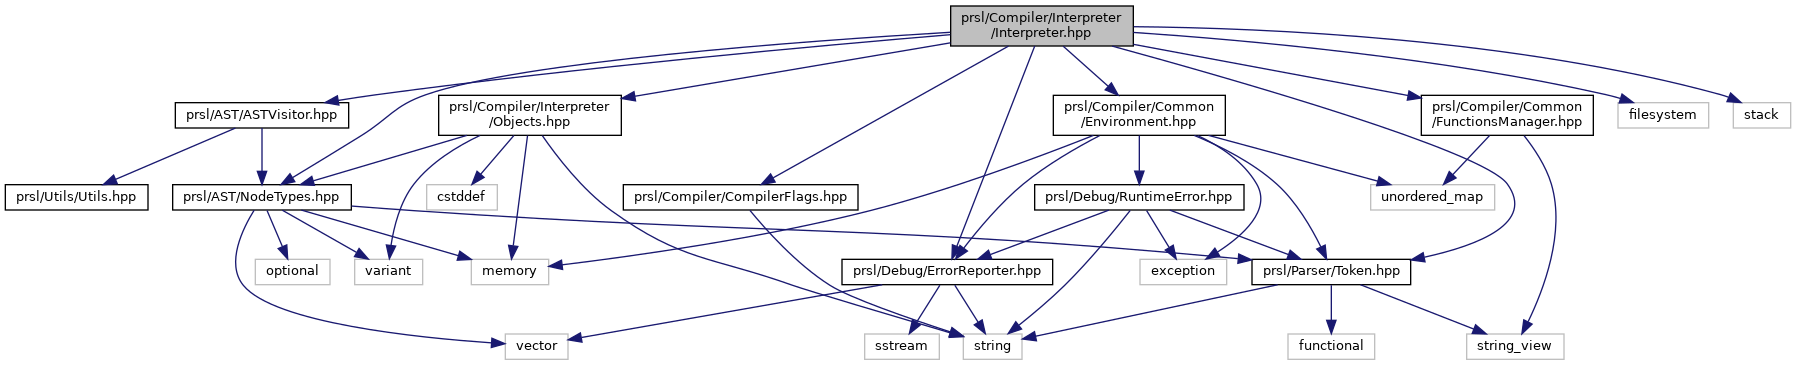 prsl/Compiler/Interpreter
/Interpreter.hpp
prsl/AST/ASTVisitor.hpp
prsl/Compiler/Interpreter
/Objects.hpp
prsl/Compiler/Common
/Environment.hpp
prsl/Compiler/Common
/FunctionsManager.hpp
filesystem
stack
prsl/Utils/Utils.hpp
prsl/AST/NodeTypes.hpp
cstddef
prsl/Compiler/CompilerFlags.hpp
prsl/Debug/RuntimeError.hpp
unordered_map
optional
variant
memory
prsl/Debug/ErrorReporter.hpp
exception
prsl/Parser/Token.hpp
vector
sstream
string
functional
string_view